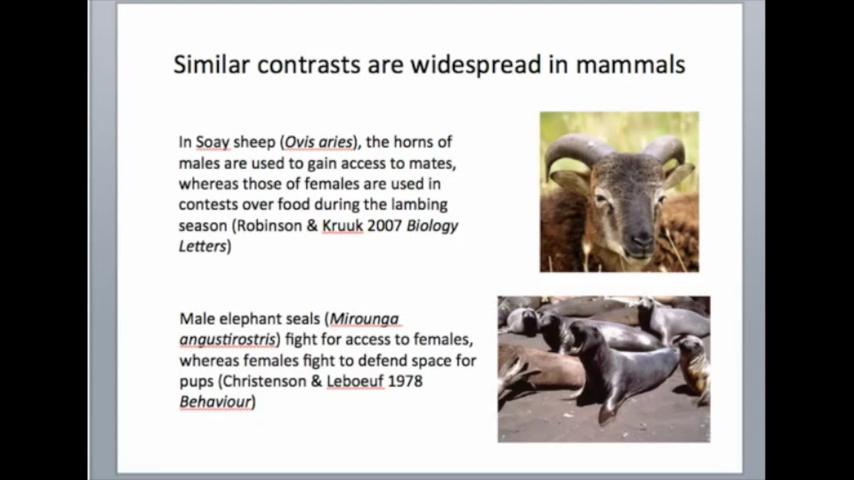 Similar contrasts are widespread in mammals
In Soay sheep (Ovis aries), the horns of
males are used to gain access to mates,
whereas those of females are used in
contests over food during the lambing
season (Robinson & Kruuk 2007 Biology
Letters)
Male elephant seals (Mirounga
angustirostris) fight for access to females,
whereas females fight to defend space for
pups (Christenson & Leboeuf 1978
Behaviour)